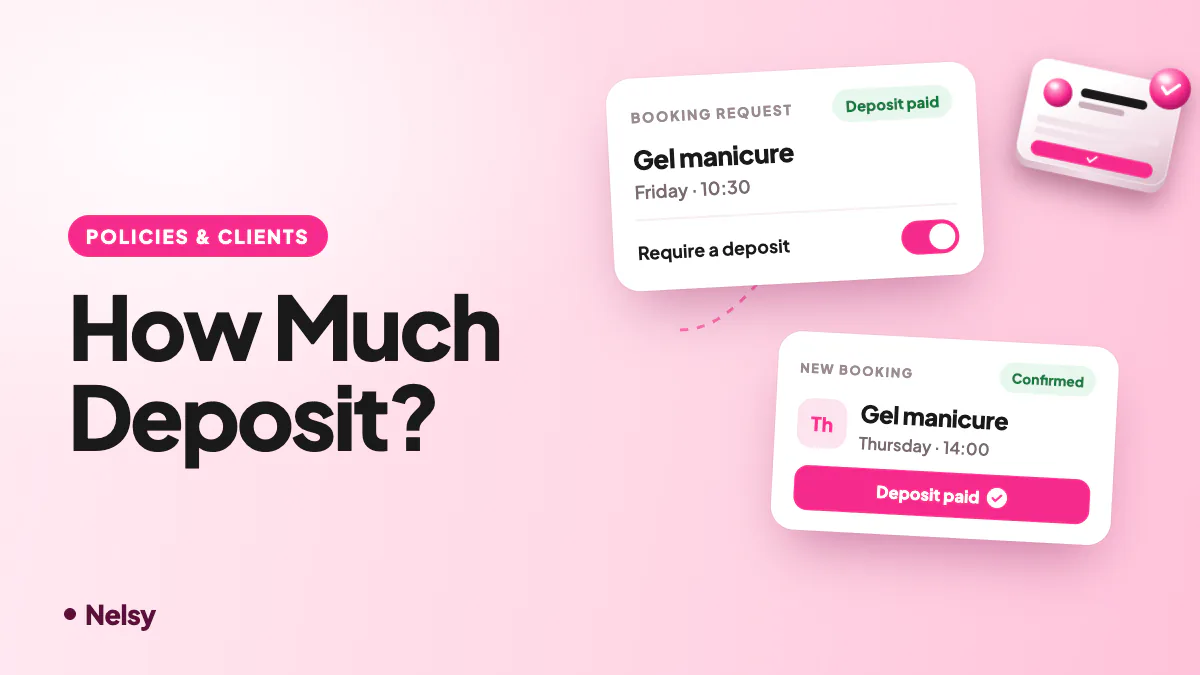 POLICIES & CLIENTS
How Much
Deposit?
Nelsy
BOOKING REQUEST
Deposit paid
Gel manicure
Friday · 10:30
Require a deposit
NEW BOOKING
Confirmed
Th
Gel manicure
Thursday · 14:00
Deposit paid